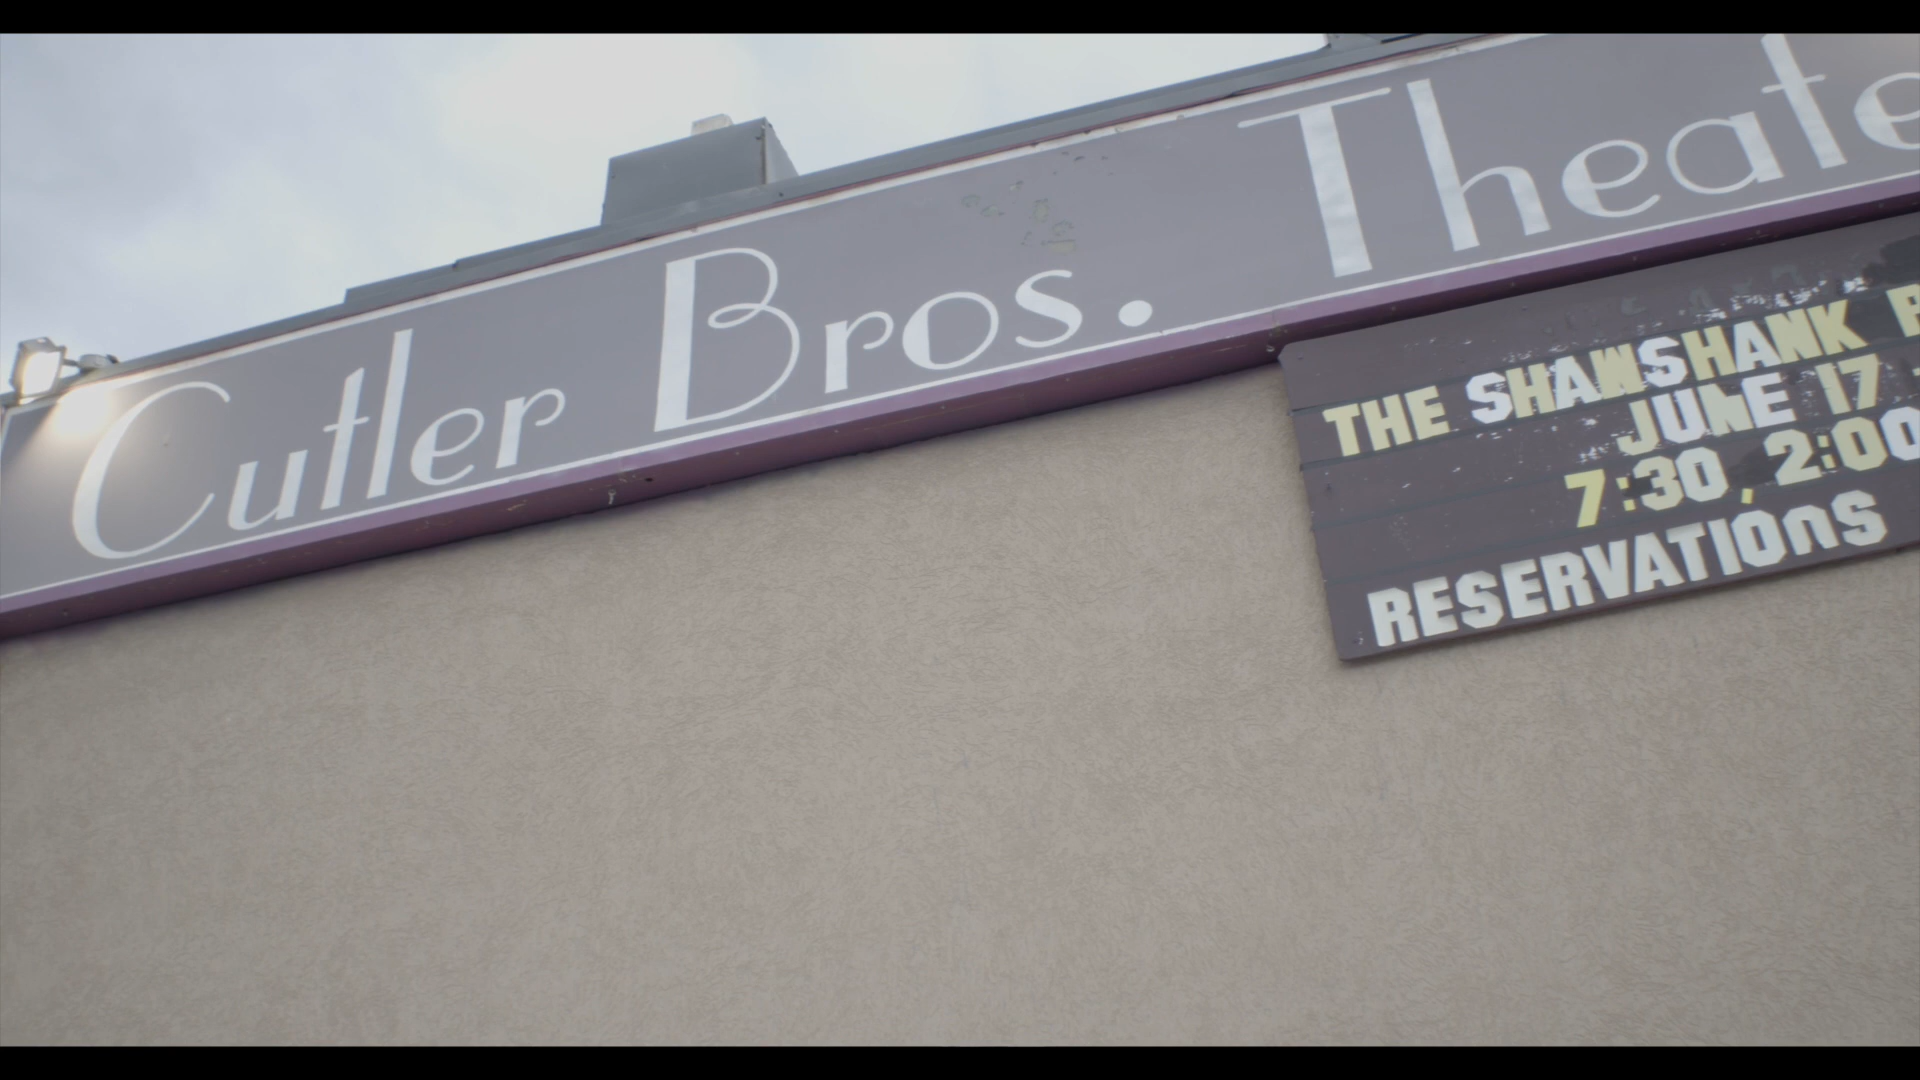 Cutler Bros. Theate
THE SHAWSHANK R
JUNE 17 -
7:30, 2:00
RESERVATIONS